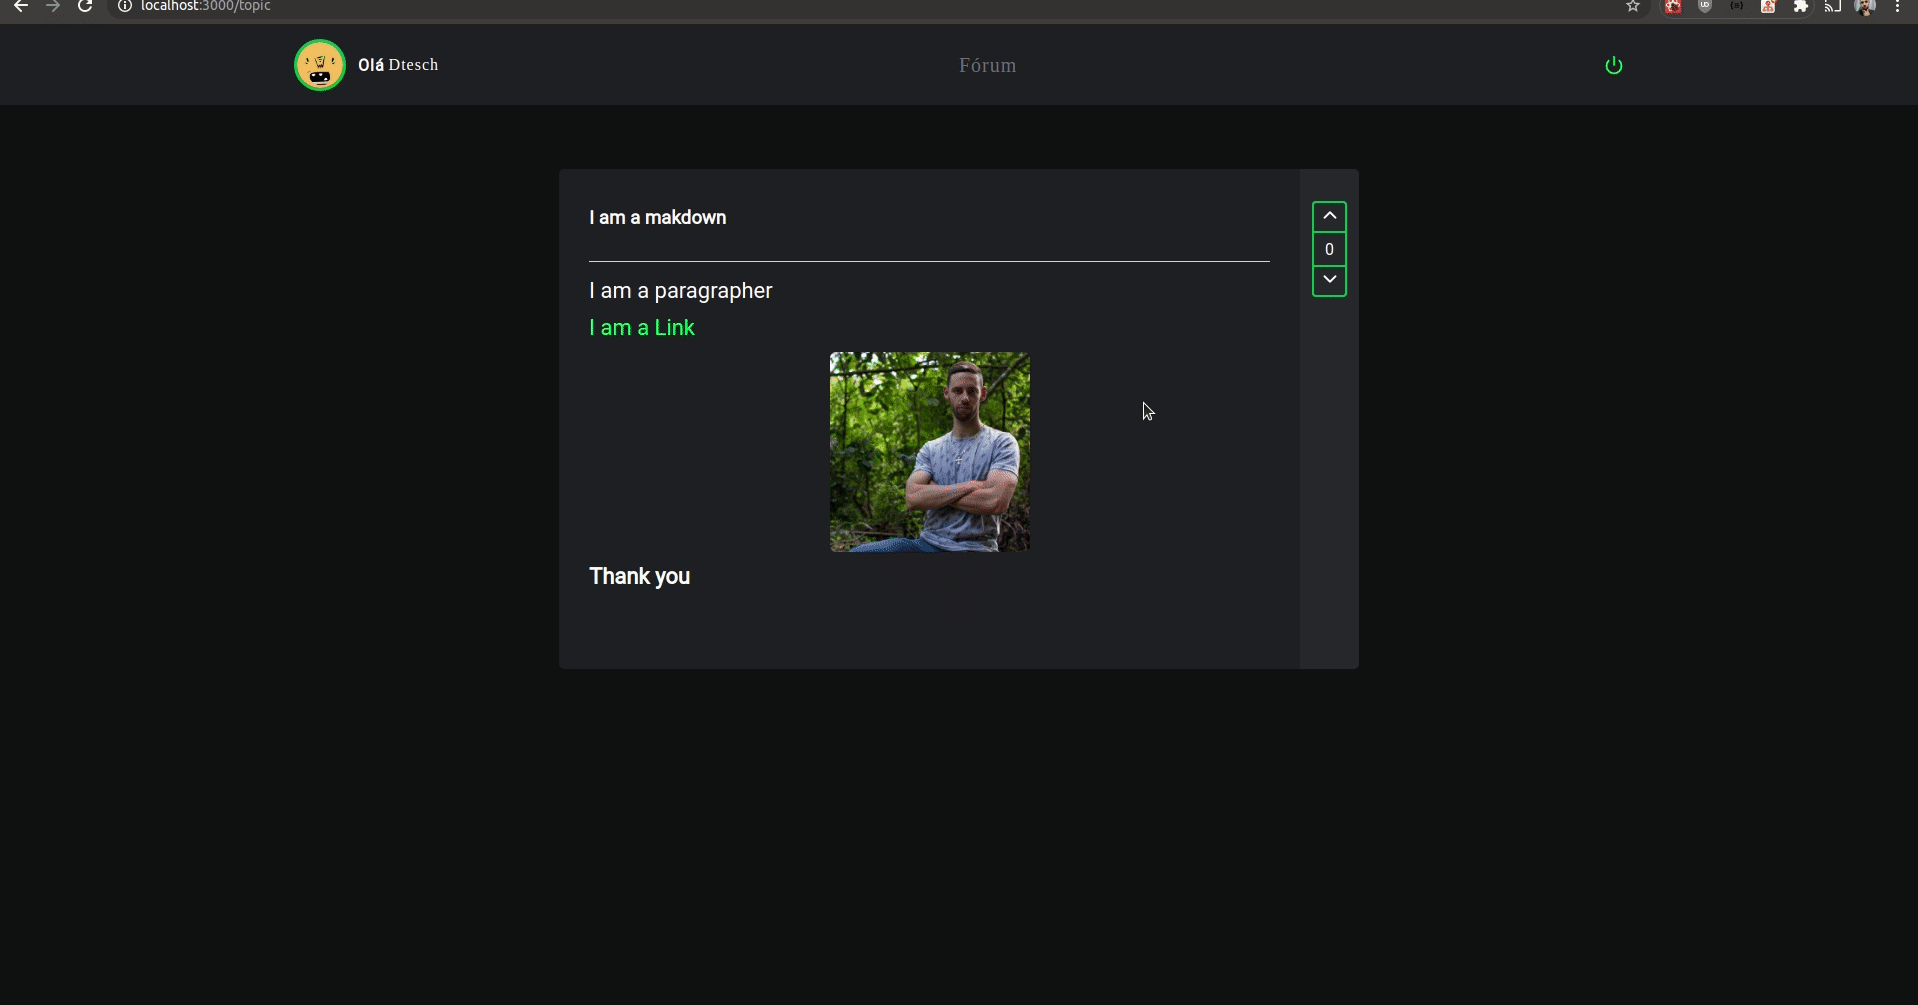 localhost:3000/topic
Olá Dtesch
Fórum
I am a makdown
0
I am a paragrapher
I am a Link
Thank you